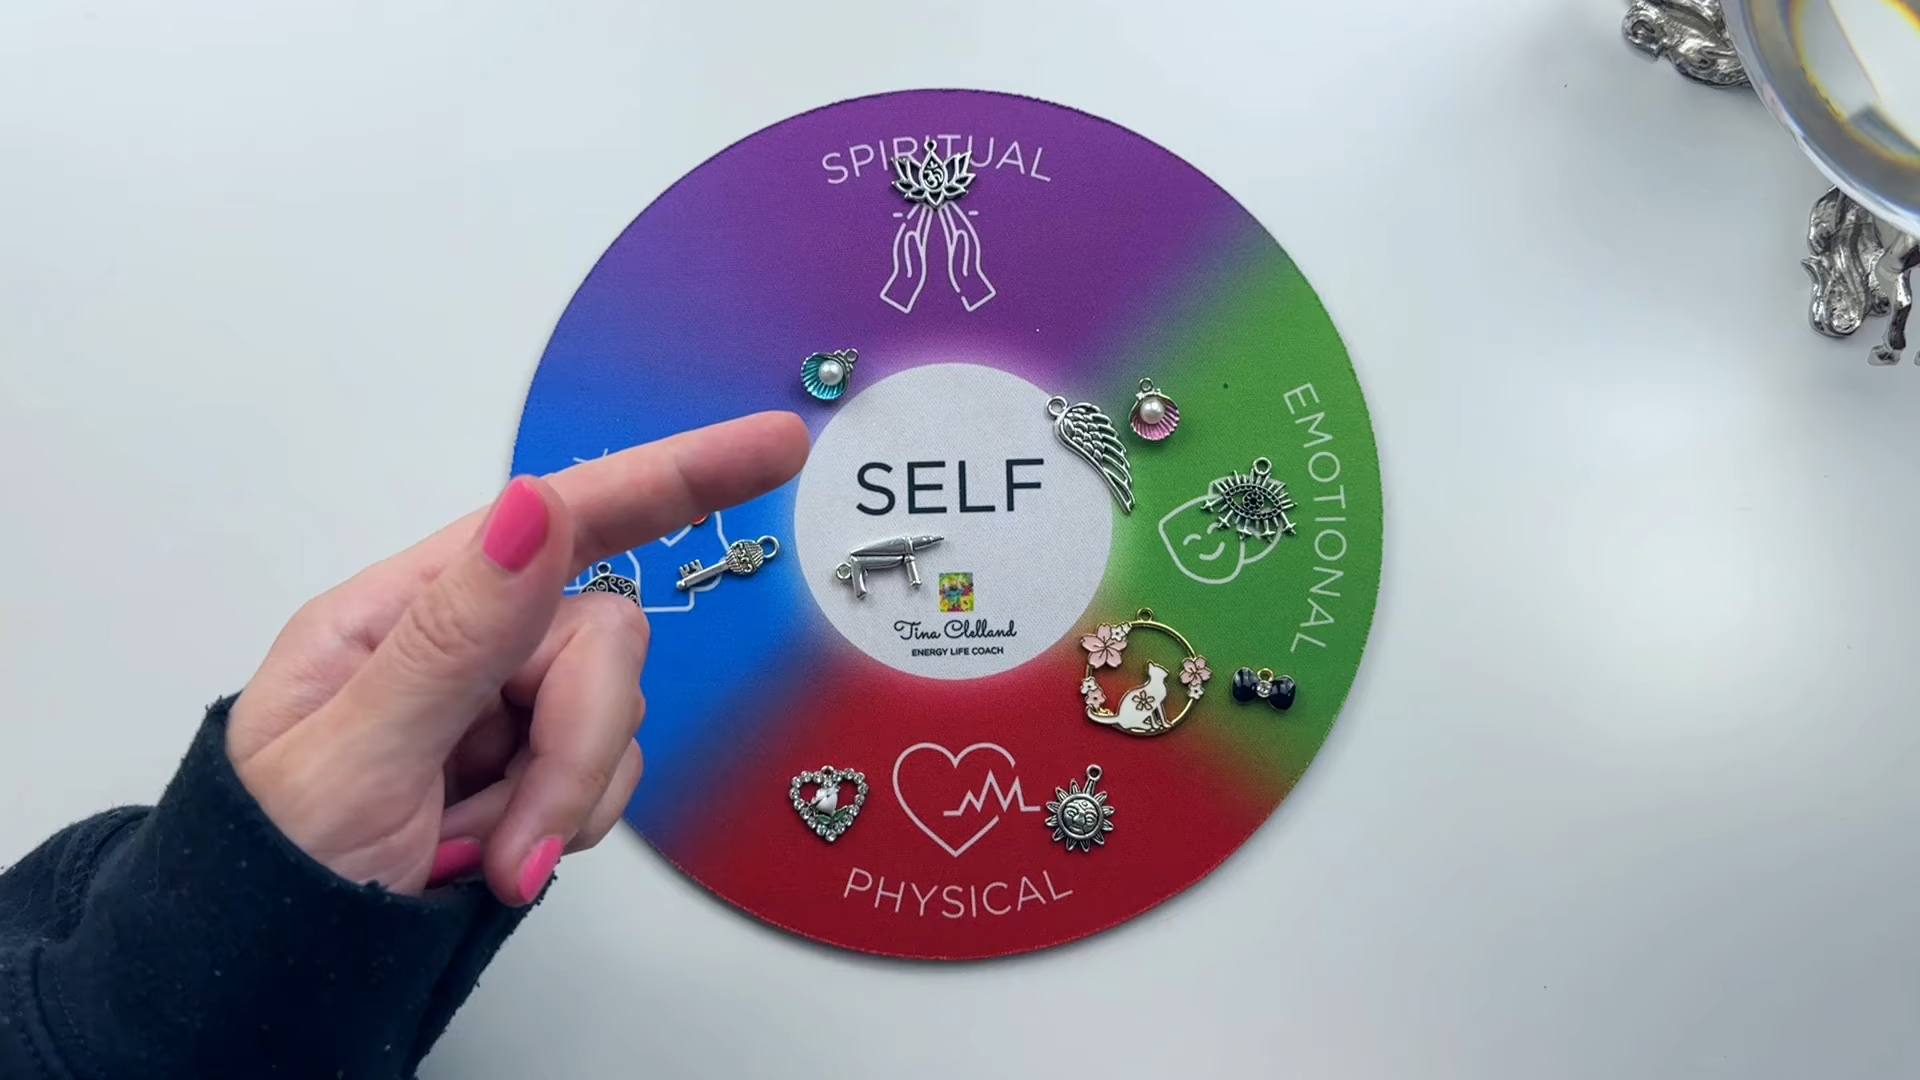 SPIRITUAL
EMOTIONAL
SELF
Tina Clelland
ENERGY LIFE COACH
PHYSICAL